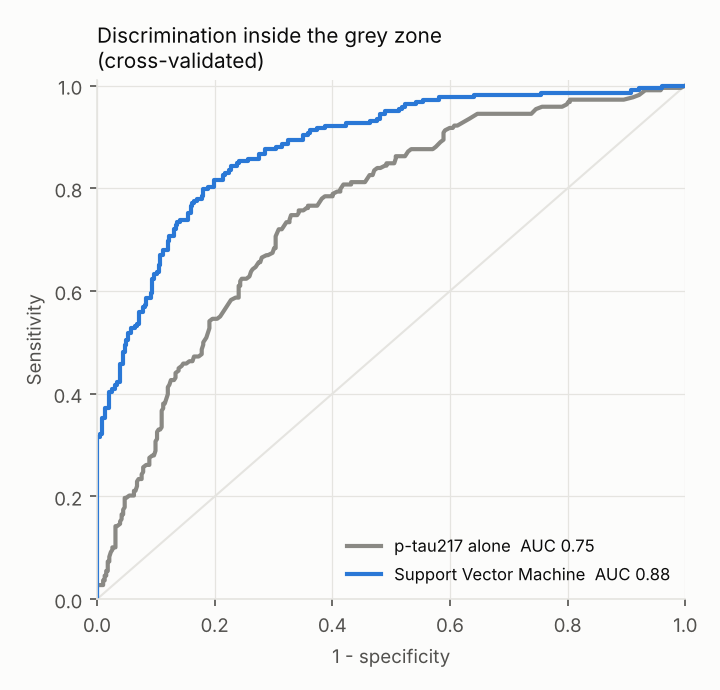 Discrimination inside the grey zone
(cross-validated)
1.0
0.8
0.6
0.4
0.2
0.0
Sensitivity
p-tau217 alone AUC 0.75
Support Vector Machine AUC 0.88
0.0 0.2 0.4 0.6 0.8 1.0
1 - specificity